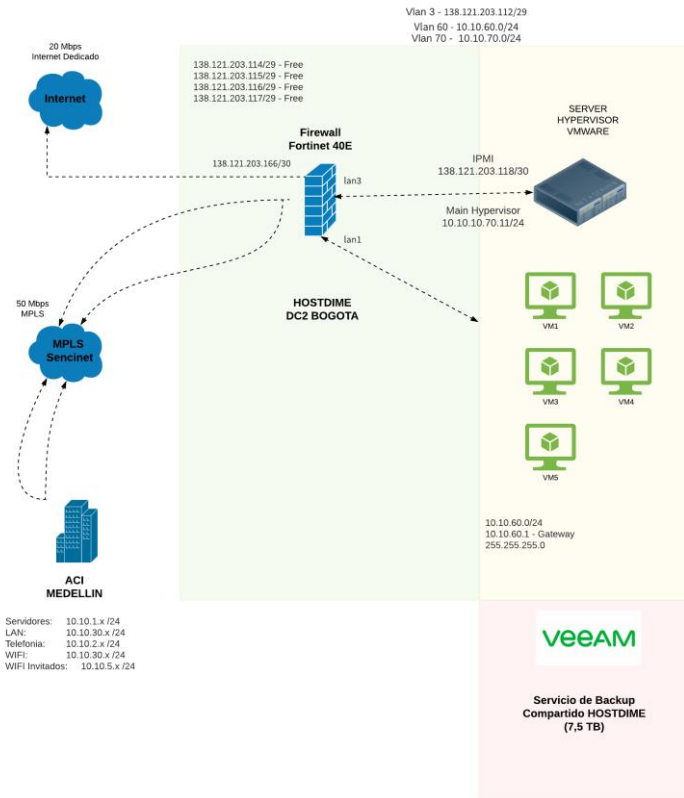 Vlan 3 - 138.121.203.112/29
Vlan 60 - 10.10.60.0/24
Vlan 70 - 10.10.70.0/24
20 Mbps
Internet Dedicado
Internet
138.121.203.114/29 - Free
138.121.203.115/29 - Free
138.121.203.116/29 - Free
138.121.203.117/29 - Free
Firewall
Fortinet 40E
138.121.203.166/30
lan3
lan1
SERVER
HYPERVISOR
VMWARE
IPMI
138.121.203.118/30
Main Hypervisor
10.10.10.70.11/24
HOSTDIME
DC2 BOGOTA
50 Mbps
MPLS
MPLS
Sencinet
VM1
VM2
VM3
VM4
VM5
10.10.60.0/24
10.10.60.1 - Gateway
255.255.255.0
ACI
MEDELLIN
Servidores: 10.10.1.x /24
LAN: 10.10.30.x /24
Telefonia: 10.10.2.x /24
WIFI: 10.10.30.x /24
WIFI Invitados: 10.10.5.x /24
veeAM
Servicio de Backup
Compartido HOSTDIME
(7,5 TB)